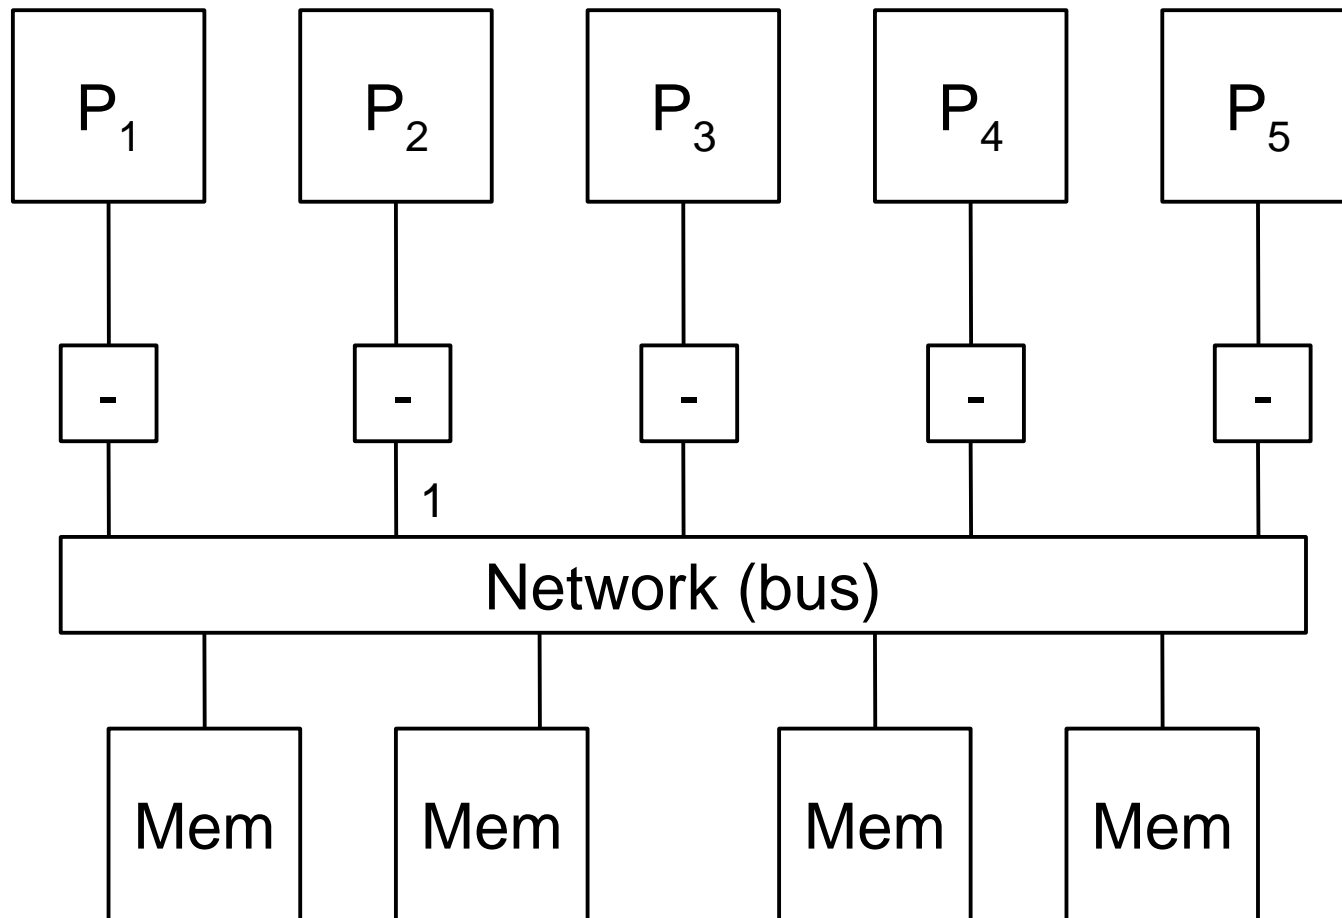 P₁ P₂ P₃ P₄ P₅
- - - - -
1
Network (bus)
Mem Mem Mem Mem